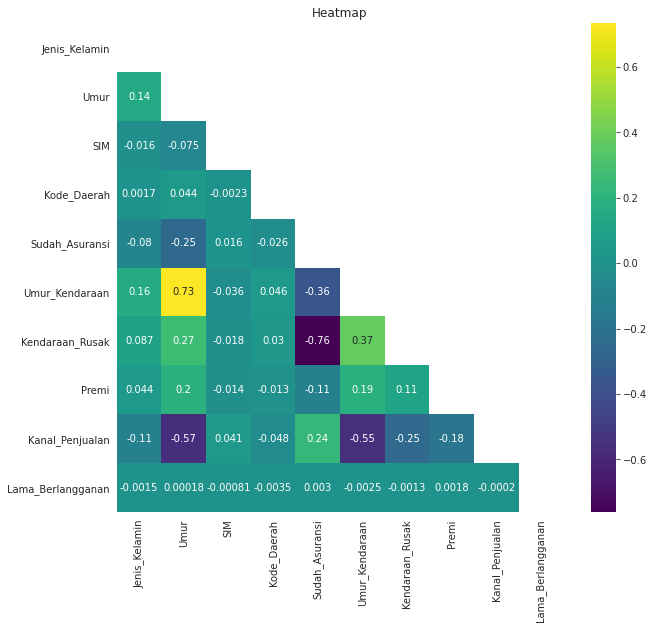 Heatmap
Jenis_Kelamin
Umur 0.14
SIM -0.016 -0.075
Kode_Daerah 0.0017 0.044 -0.0023
Sudah_Asuransi -0.08 -0.25 0.016 -0.026
Umur_Kendaraan 0.16 0.73 -0.036 0.046 -0.36
Kendaraan_Rusak 0.087 0.27 -0.018 0.03 -0.76 0.37
Premi 0.044 0.2 -0.014 -0.013 -0.11 0.19 0.11
Kanal_Penjualan -0.11 -0.57 0.041 -0.048 0.24 -0.55 -0.25 -0.18
Lama_Berlangganan -0.0015 0.00018 -0.00081 -0.0035 0.003 -0.0025 -0.0013 0.0018 -0.0002
Jenis_Kelamin
Umur
SIM
Kode_Daerah
Sudah_Asuransi
Umur_Kendaraan
Kendaraan_Rusak
Premi
Kanal_Penjualan
Lama_Berlangganan
0.6
0.4
0.2
0.0
−0.2
−0.4
−0.6